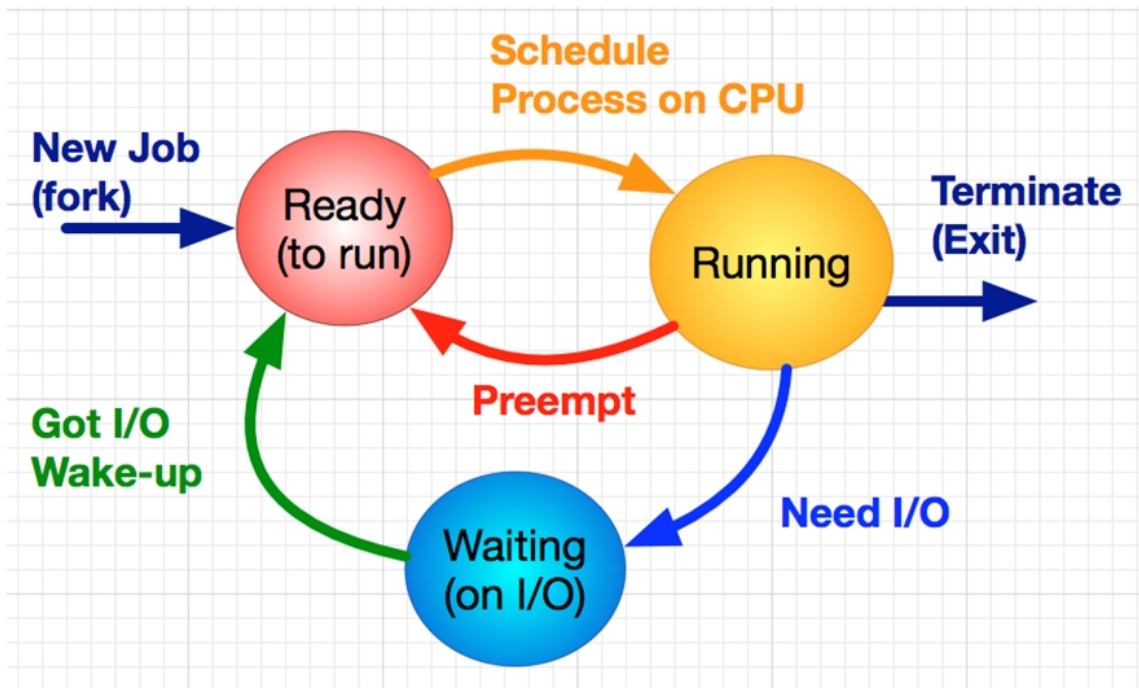 Schedule
Process on CPU
New Job
(fork)
Ready
(to run)
Running
Terminate
(Exit)
Preempt
Got I/O
Wake-up
Waiting
(on I/O)
Need I/O